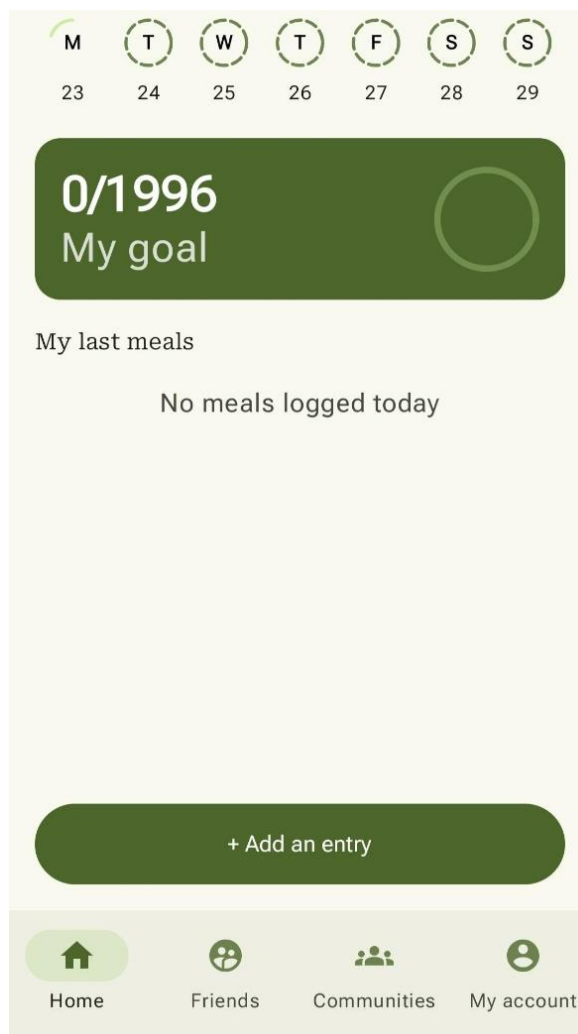 M T W T F S S
23 24 25 26 27 28 29
0/1996
My goal
My last meals
No meals logged today
+ Add an entry
Home Friends Communities My account